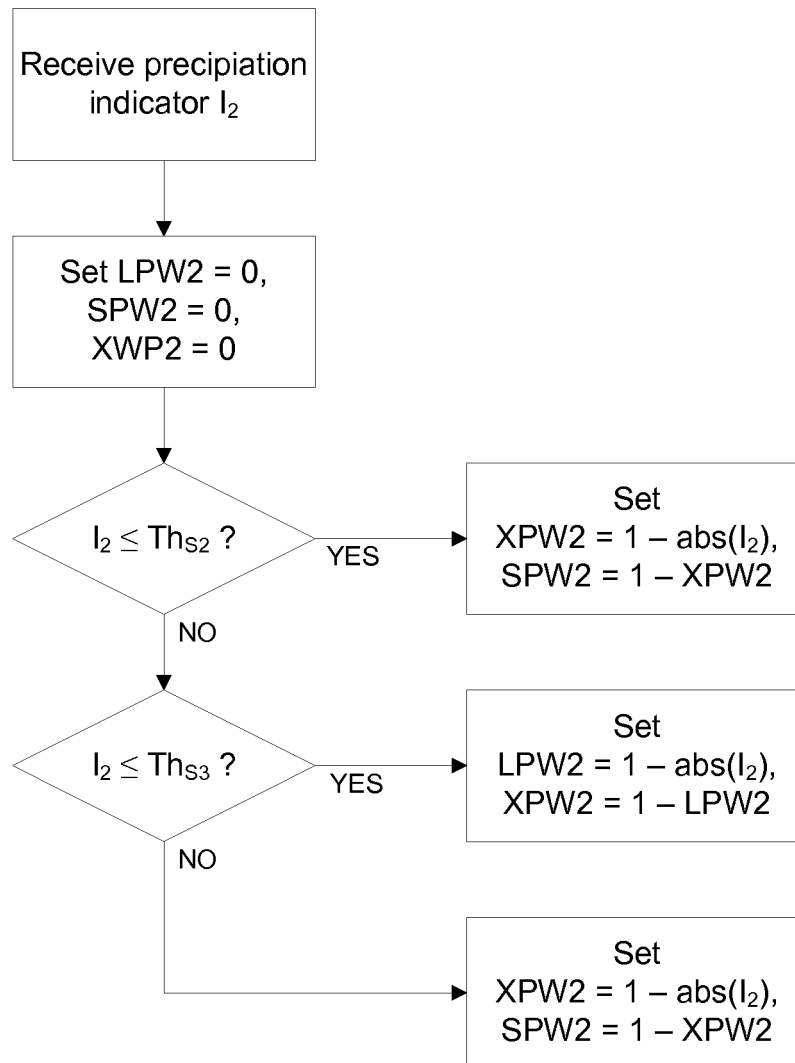 Receive precipiation
indicator I₂
Set LPW2 = 0,
SPW2 = 0,
XWP2 = 0
I₂ ≤ Th_S2 ?
YES
Set
XPW2 = 1 – abs(I₂),
SPW2 = 1 – XPW2
NO
I₂ ≤ Th_S3 ?
YES
Set
LPW2 = 1 – abs(I₂),
XPW2 = 1 – LPW2
NO
Set
XPW2 = 1 – abs(I₂),
SPW2 = 1 – XPW2